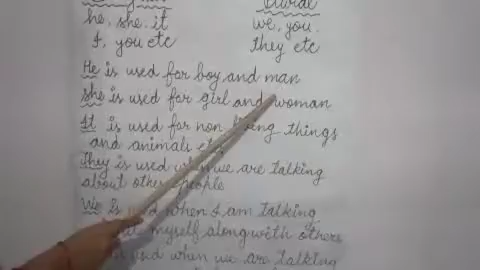 Plural
he, she, it we, you.
I, you etc they etc
He is used for boy and man
She is used for girl and woman
It is used for non living things
and animals etc
They is used when we are talking
about other people
We is used when I am talking
myself along with others
is used when we are talking